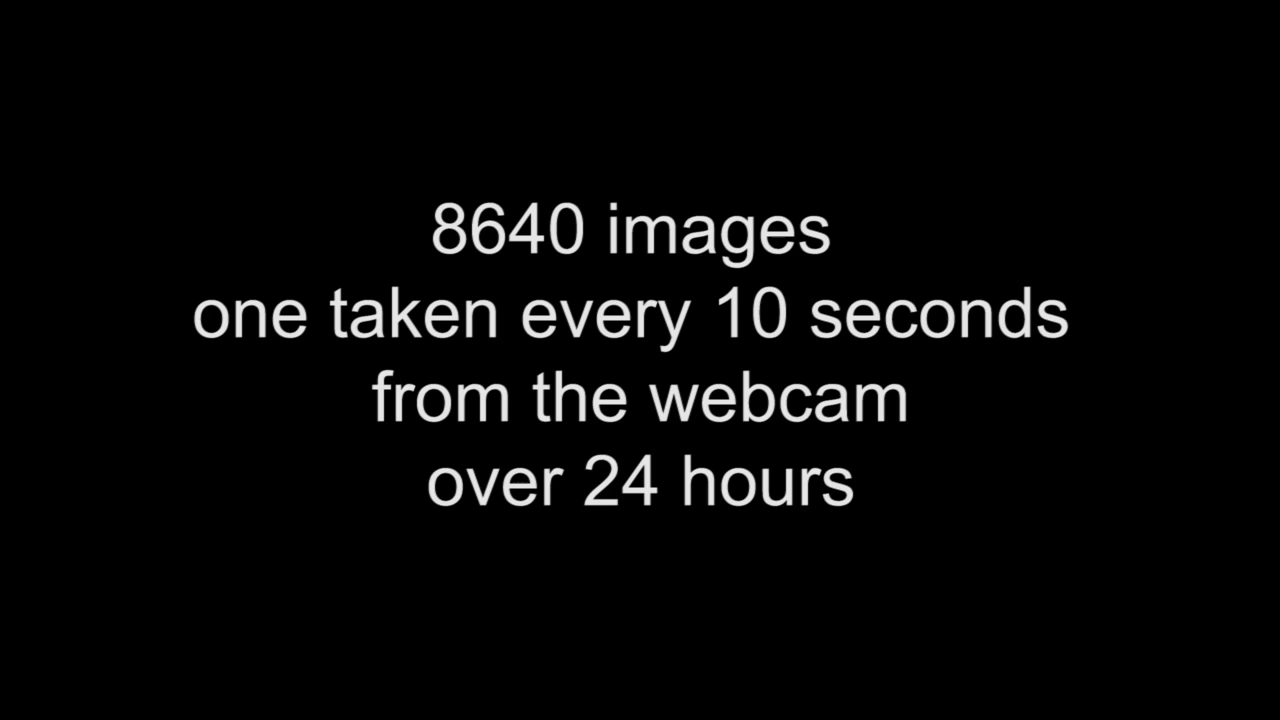 8640 images
one taken every 10 seconds
from the webcam
over 24 hours